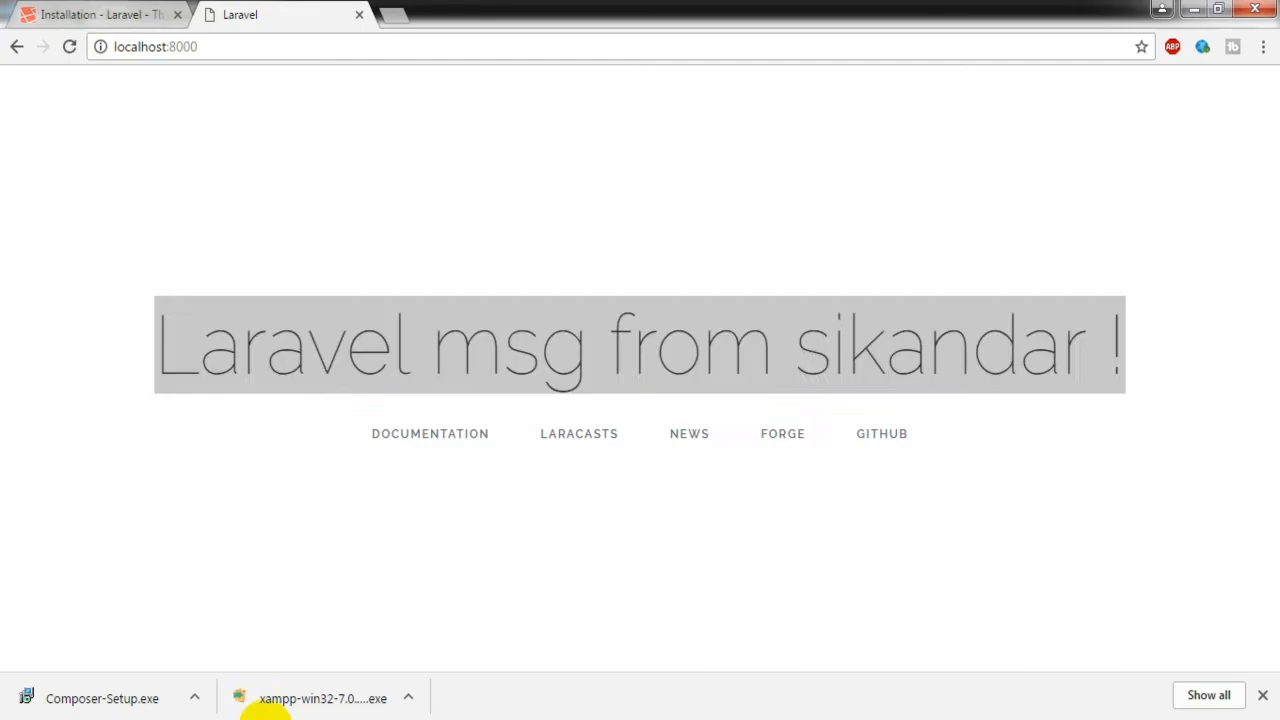 Installation - Laravel - Th
Laravel
localhost:8000
ABP
Laravel msg from sikandar !
DOCUMENTATION LARACASTS NEWS FORGE GITHUB
Composer-Setup.exe xampp-win32-7.0.....exe Show all